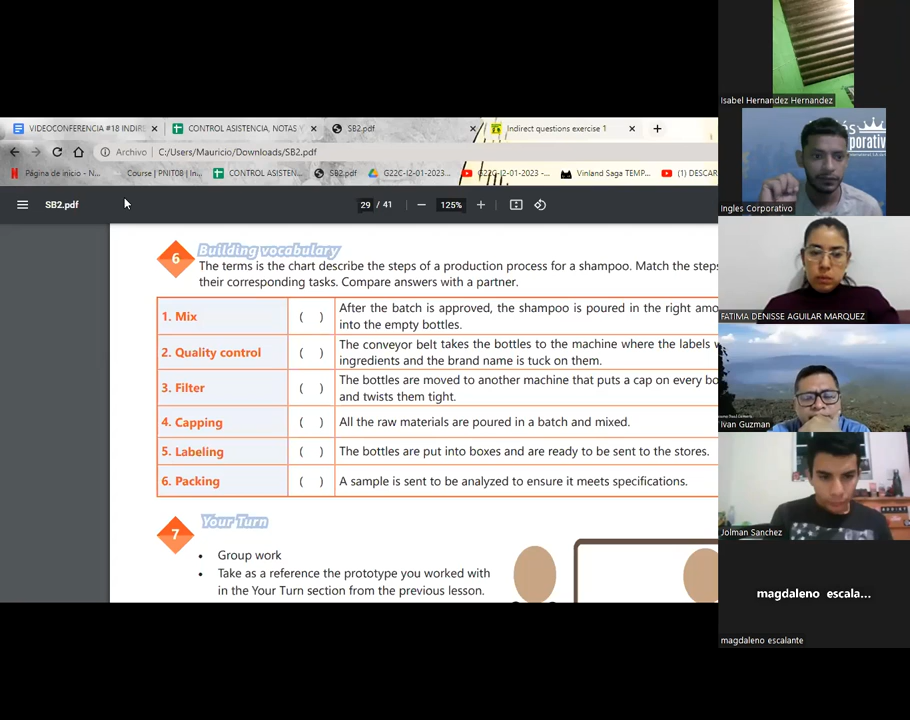 Isabel Hernandez Hernandez
VIDEOCONFERENCIA #18 INDIRE
CONTROL ASISTENCIA, NOTAS Y
SB2.pdf
Indirect questions exercise 1
Archivo
C:/Users/Mauricio/Downloads/SB2.pdf
Página de inicio - N...
Course | PNIT08 | In...
CONTROL ASISTEN...
SB2.pdf
G22C-I2-01-2023...
G22C-I2-01-2023 -...
Vinland Saga TEMP...
(1) DESCAR
Ingles Corporativo
SB2.pdf
29 / 41
125%
6 Building vocabulary
The terms is the chart describe the steps of a production process for a shampoo. Match the steps
their corresponding tasks. Compare answers with a partner.
1. Mix ( ) After the batch is approved, the shampoo is poured in the right amo
into the empty bottles.
2. Quality control ( ) The conveyor belt takes the bottles to the machine where the labels w
ingredients and the brand name is tuck on them.
3. Filter ( ) The bottles are moved to another machine that puts a cap on every bo
and twists them tight.
4. Capping ( ) All the raw materials are poured in a batch and mixed.
5. Labeling ( ) The bottles are put into boxes and are ready to be sent to the stores.
6. Packing ( ) A sample is sent to be analyzed to ensure it meets specifications.
7 Your Turn
• Group work
• Take as a reference the prototype you worked with
in the Your Turn section from the previous lesson.
FATIMA DENISSE AGUILAR MARQUEZ
Ivan Guzman
Jolman Sanchez
magdaleno escala...
magdaleno escalante